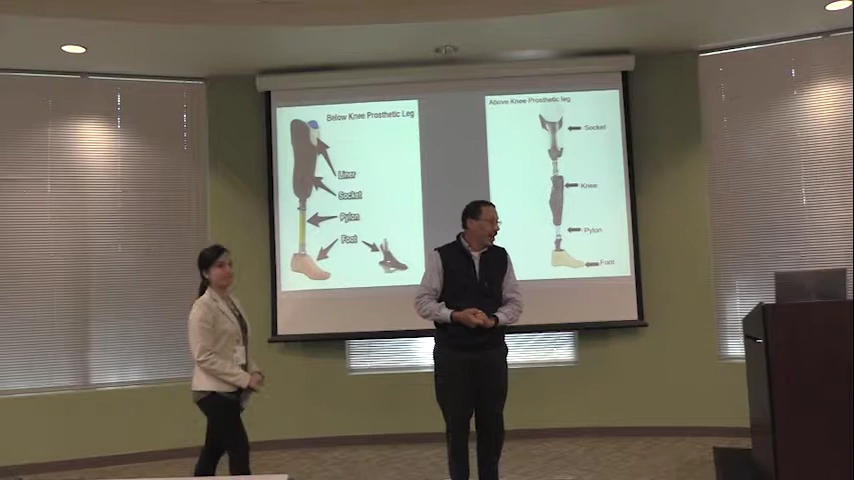 Below Knee Prosthetic Leg
Liner
Socket
Pylon
Foot
Above Knee Prosthetic leg
Socket
Knee
Pylon
Foot